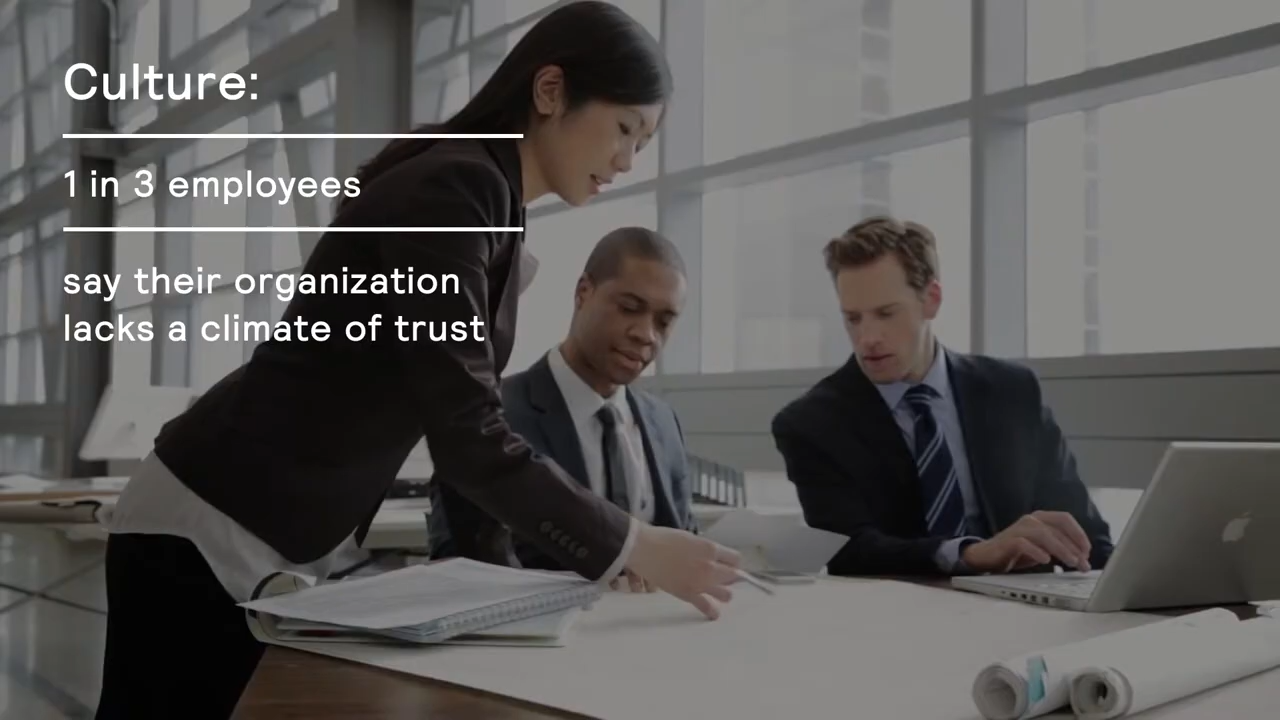 Culture:
1 in 3 employees
say their organization
lacks a climate of trust